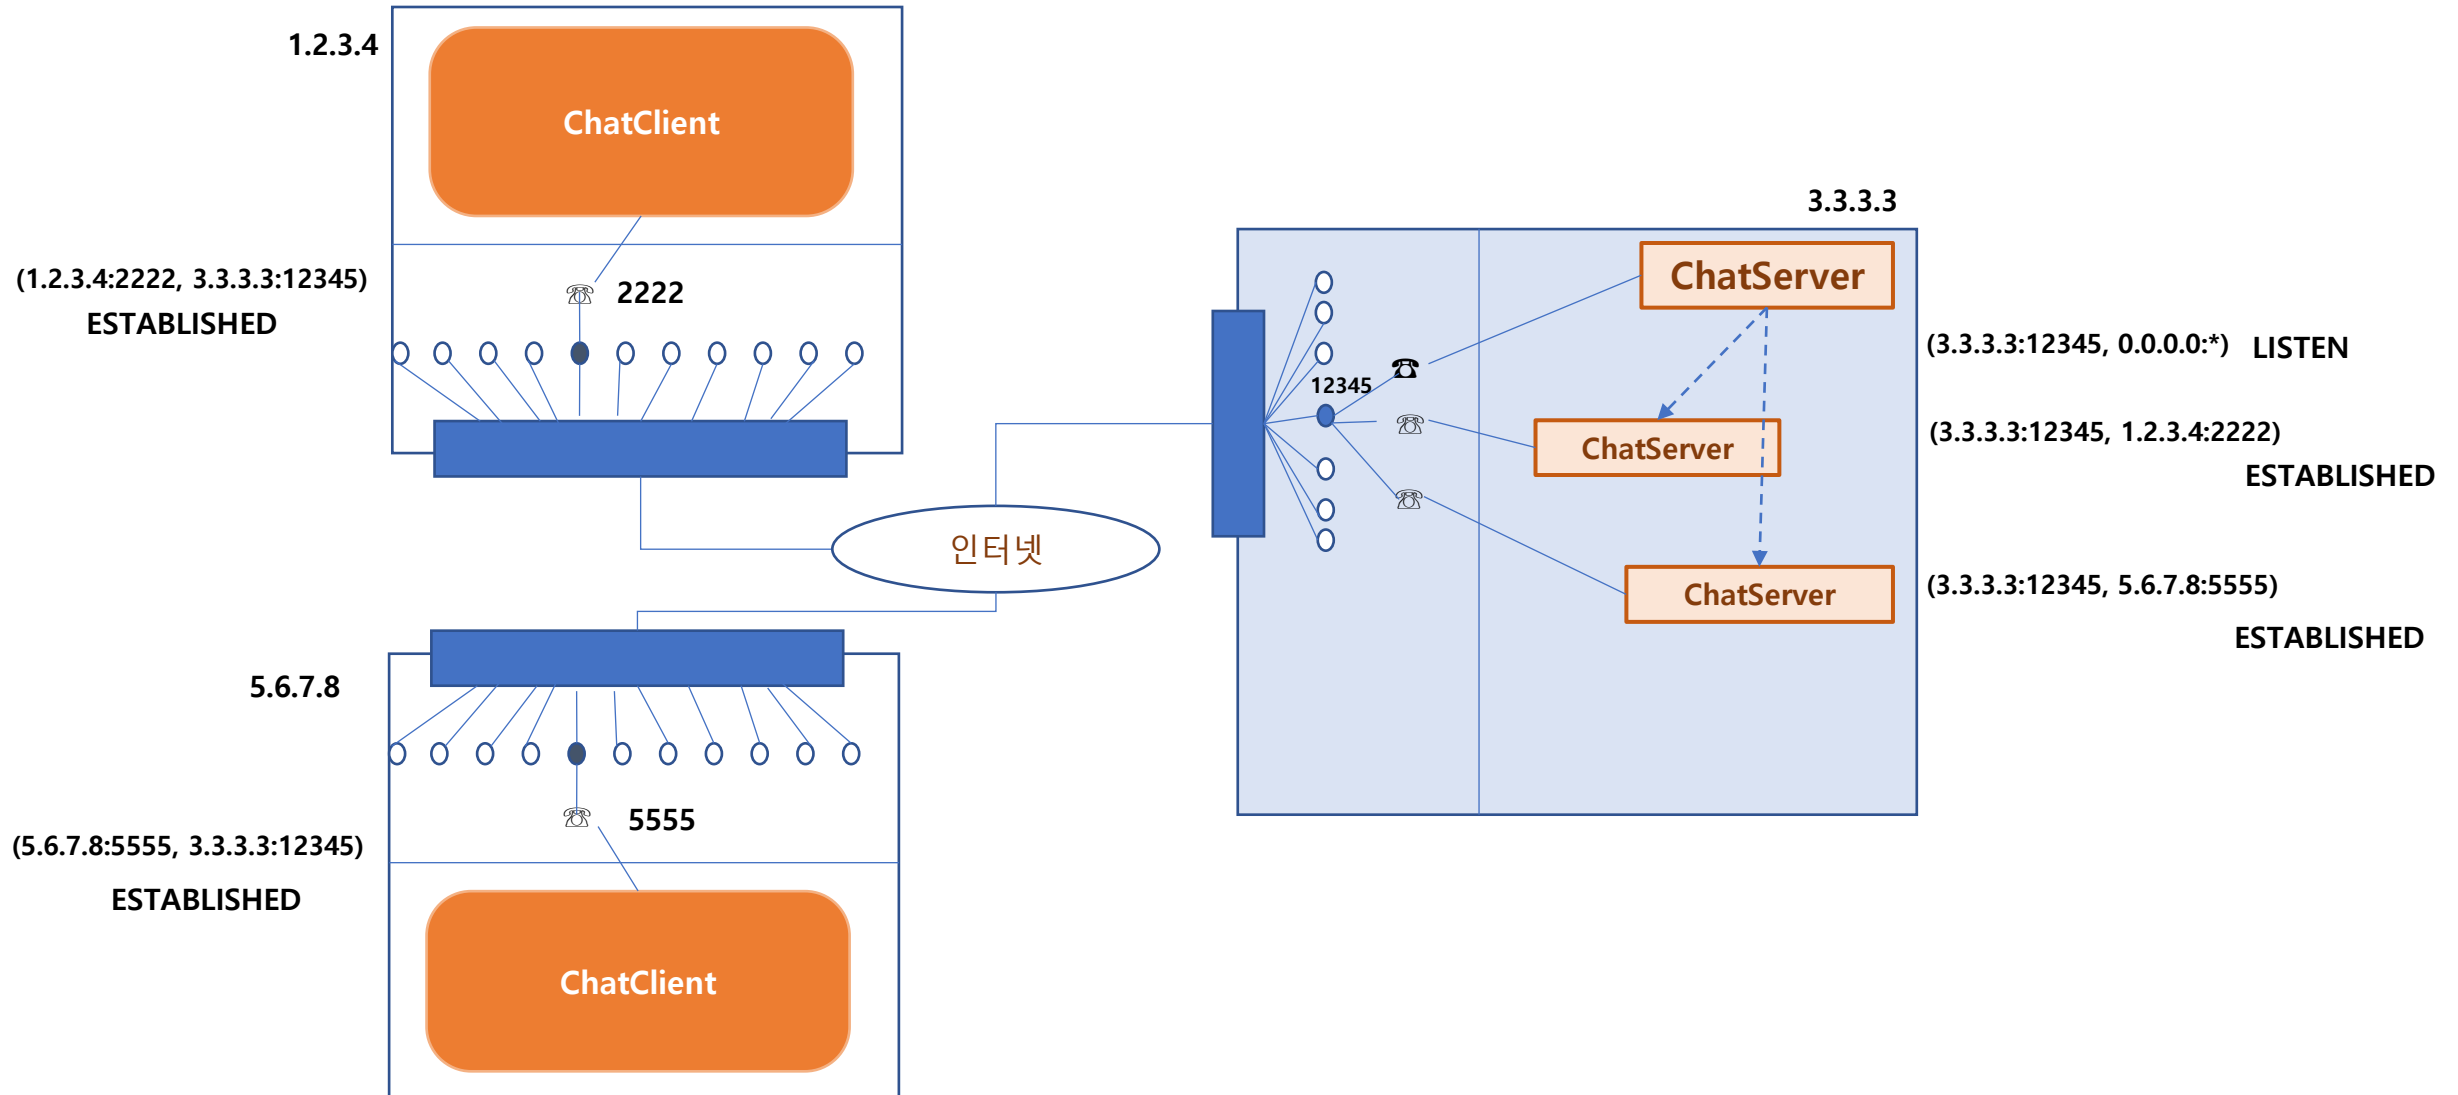 1.2.3.4
ChatClient
(1.2.3.4:2222, 3.3.3.3:12345)
ESTABLISHED
2222
인터넷
5.6.7.8
5555
(5.6.7.8:5555, 3.3.3.3:12345)
ESTABLISHED
ChatClient
3.3.3.3
ChatServer
(3.3.3.3:12345, 0.0.0.0:*) LISTEN
12345
ChatServer
(3.3.3.3:12345, 1.2.3.4:2222)
ESTABLISHED
ChatServer
(3.3.3.3:12345, 5.6.7.8:5555)
ESTABLISHED